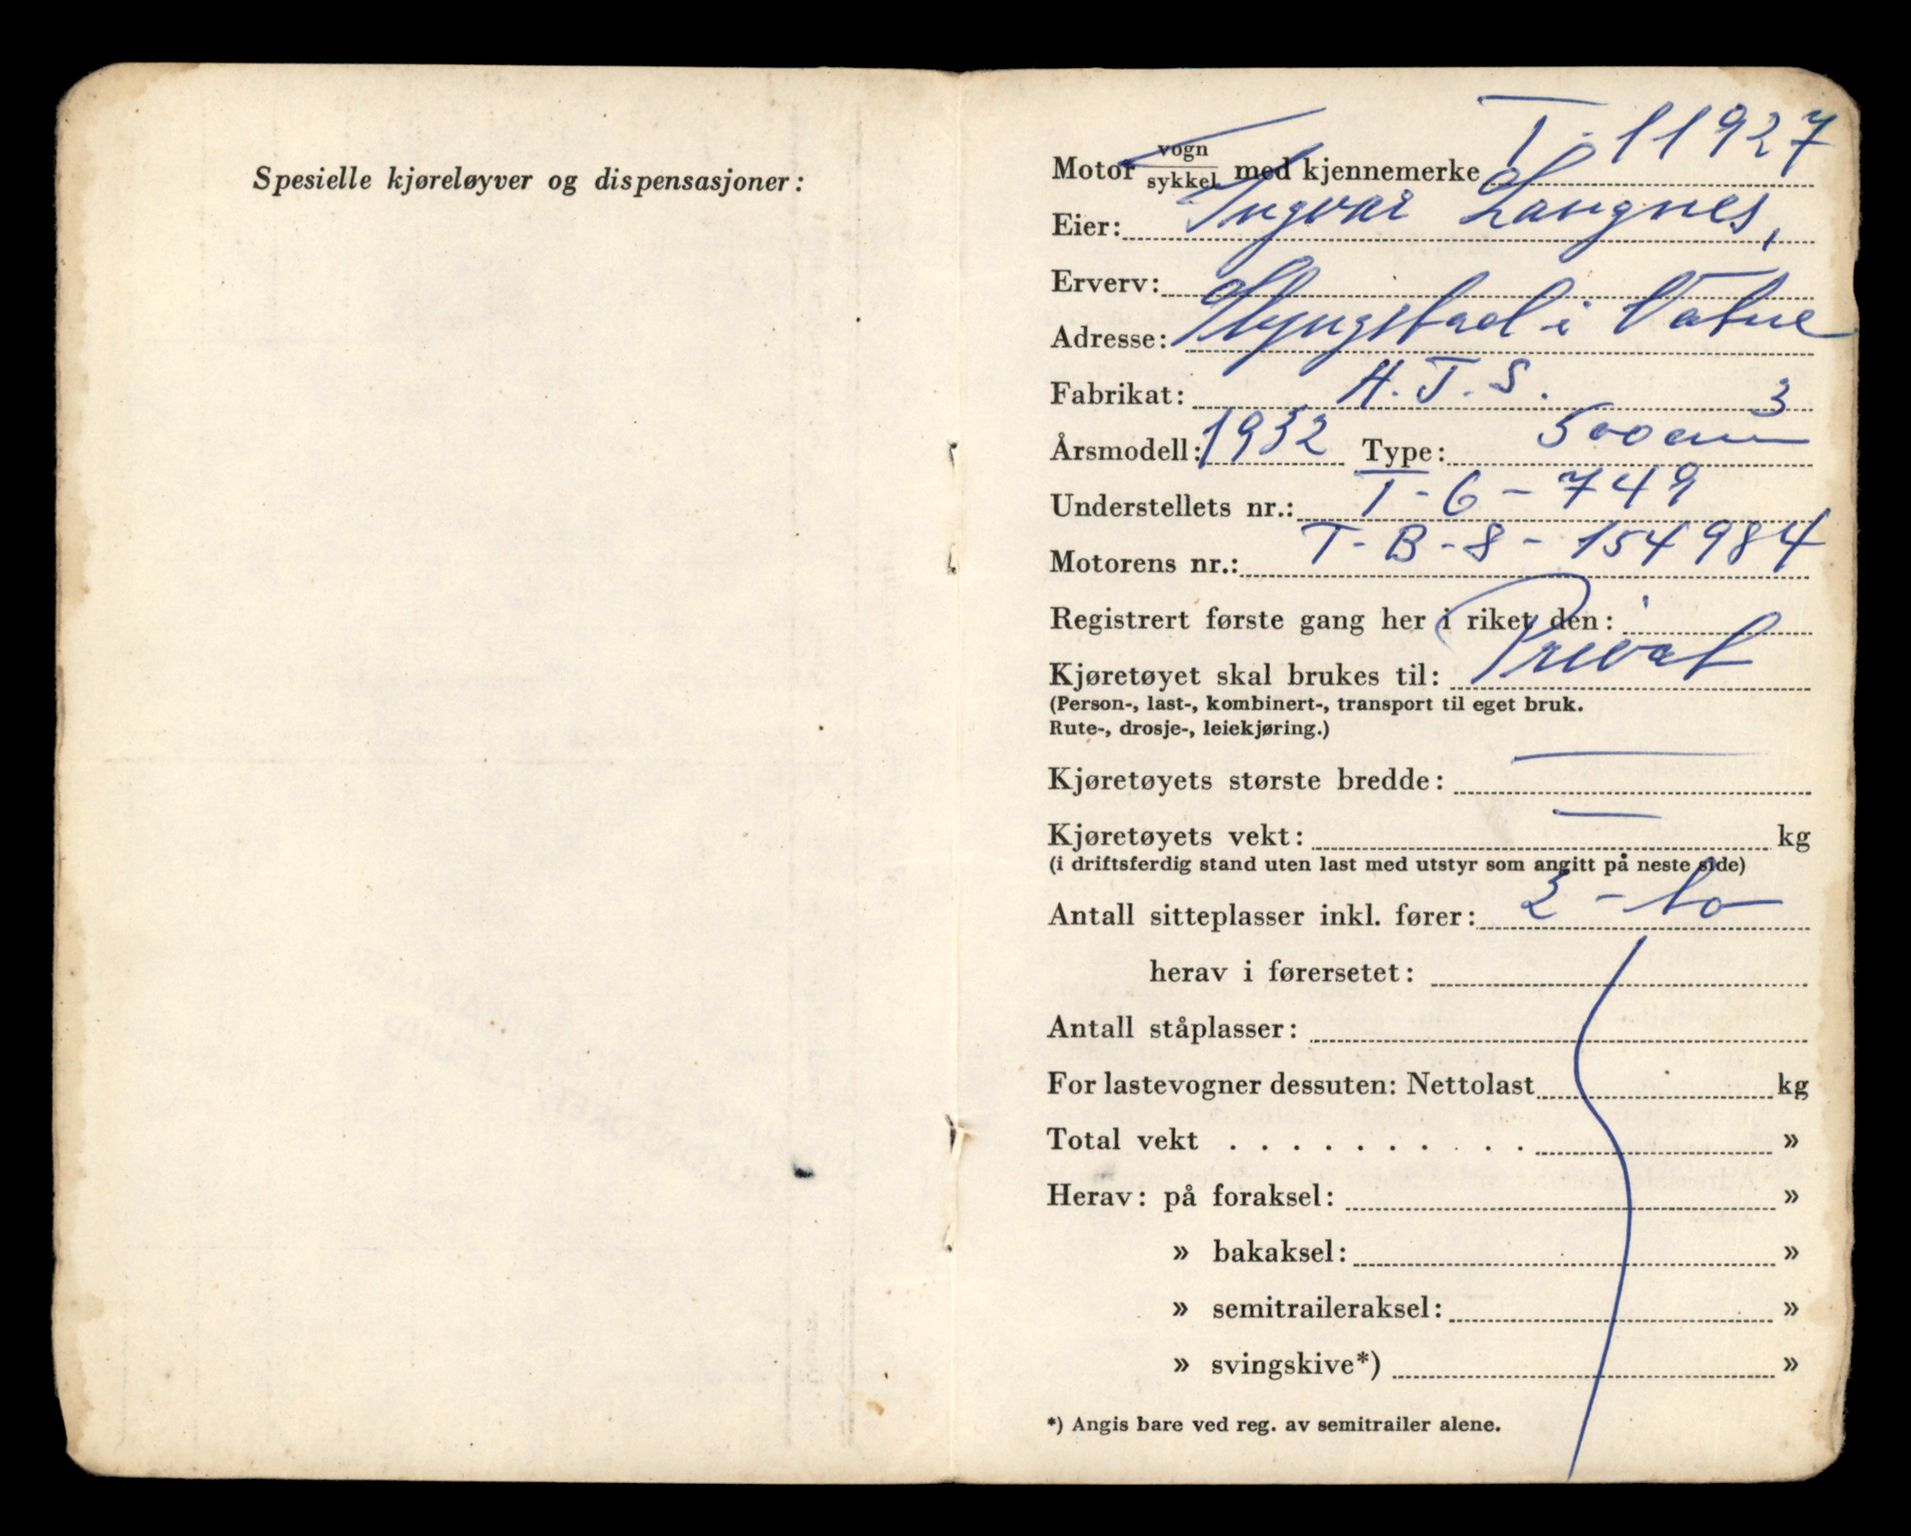 Spesielle kjøreløyver og dispensasjoner:
Motor vogn/sykkel med kjennemerke T-11927
Eier: Ingvar Langnes,
Erverv:
Adresse: i Vatne
Fabrikat: H.T.S.
Årsmodell: 1932 Type: 500 cm3
Understellets nr.: T-6-749
Motorens nr.: T-B-8-154984
Registrert første gang her i riket den:
Kjøretøyet skal brukes til: Privat
(Person-, last-, kombinert-, transport til eget bruk.
Rute-, drosje-, leiekjøring.)
Kjøretøyets største bredde: —
Kjøretøyets vekt: — kg
(i driftsferdig stand uten last med utstyr som angitt på neste side)
Antall sitteplasser inkl. fører: 2 - to
herav i førersetet:
Antall ståplasser:
For lastevogner dessuten: Nettolast kg
Total vekt . . . . . . . . . . . »
Herav: på foraksel: »
» bakaksel: »
» semitraileraksel: »
» svingskive*) »
*) Angis bare ved reg. av semitrailer alene.